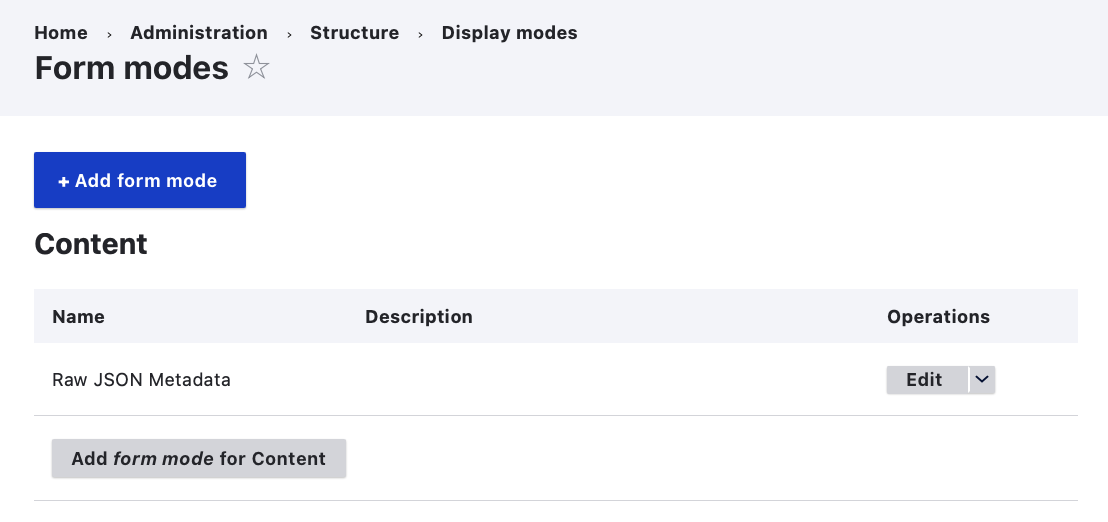 Home › Administration › Structure › Display modes
Form modes
+ Add form mode
Content
Name Description Operations
Raw JSON Metadata Edit
Add form mode for Content